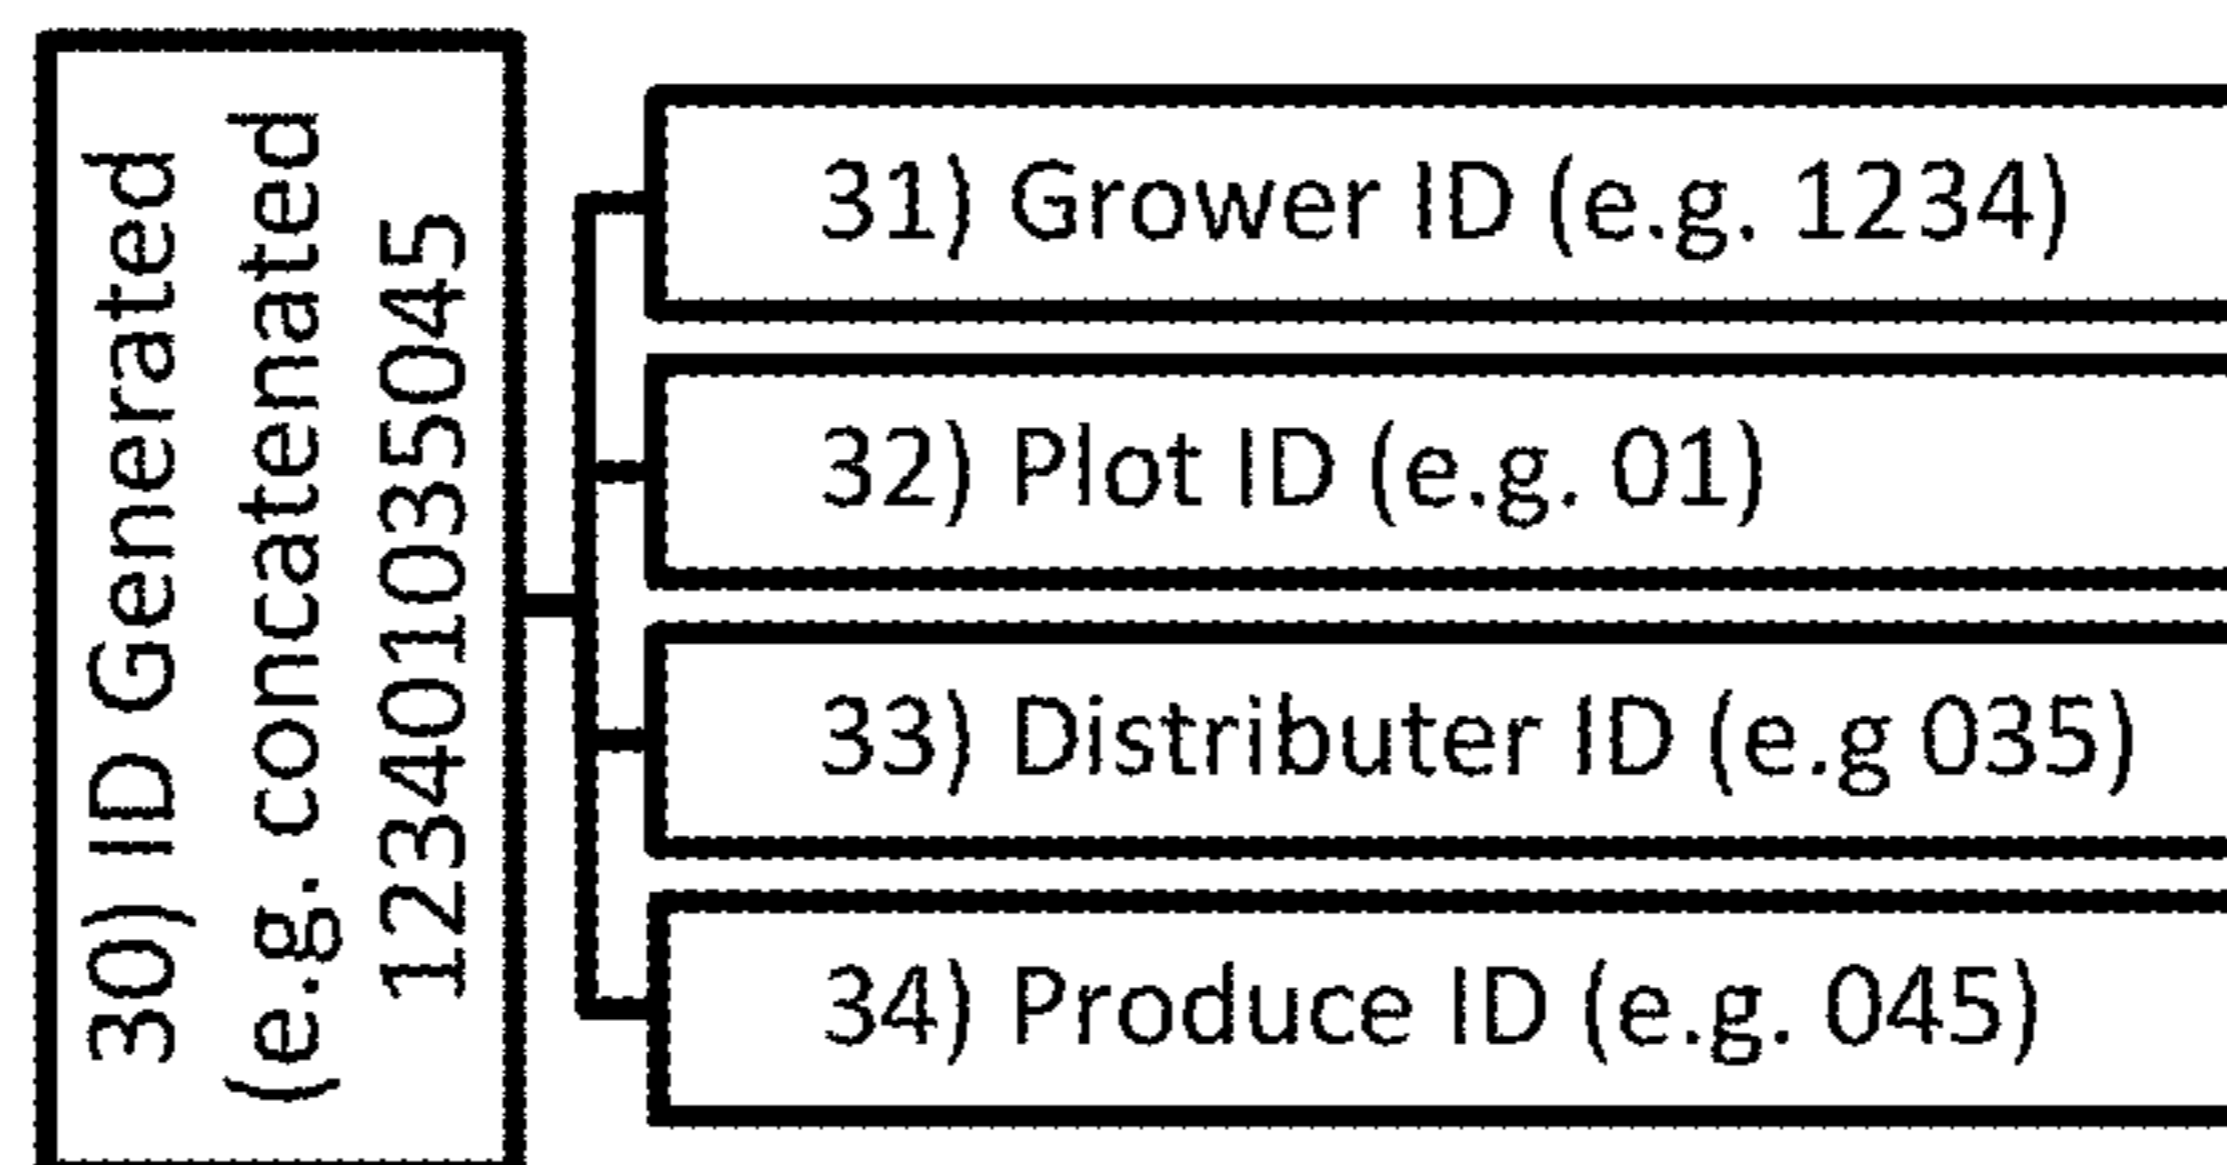 30) ID Generated
(e.g. concatenated
123401035045
31) Grower ID (e.g. 1234)
32) Plot ID (e.g. 01)
33) Distributer ID (e.g 035)
34) Produce ID (e.g. 045)